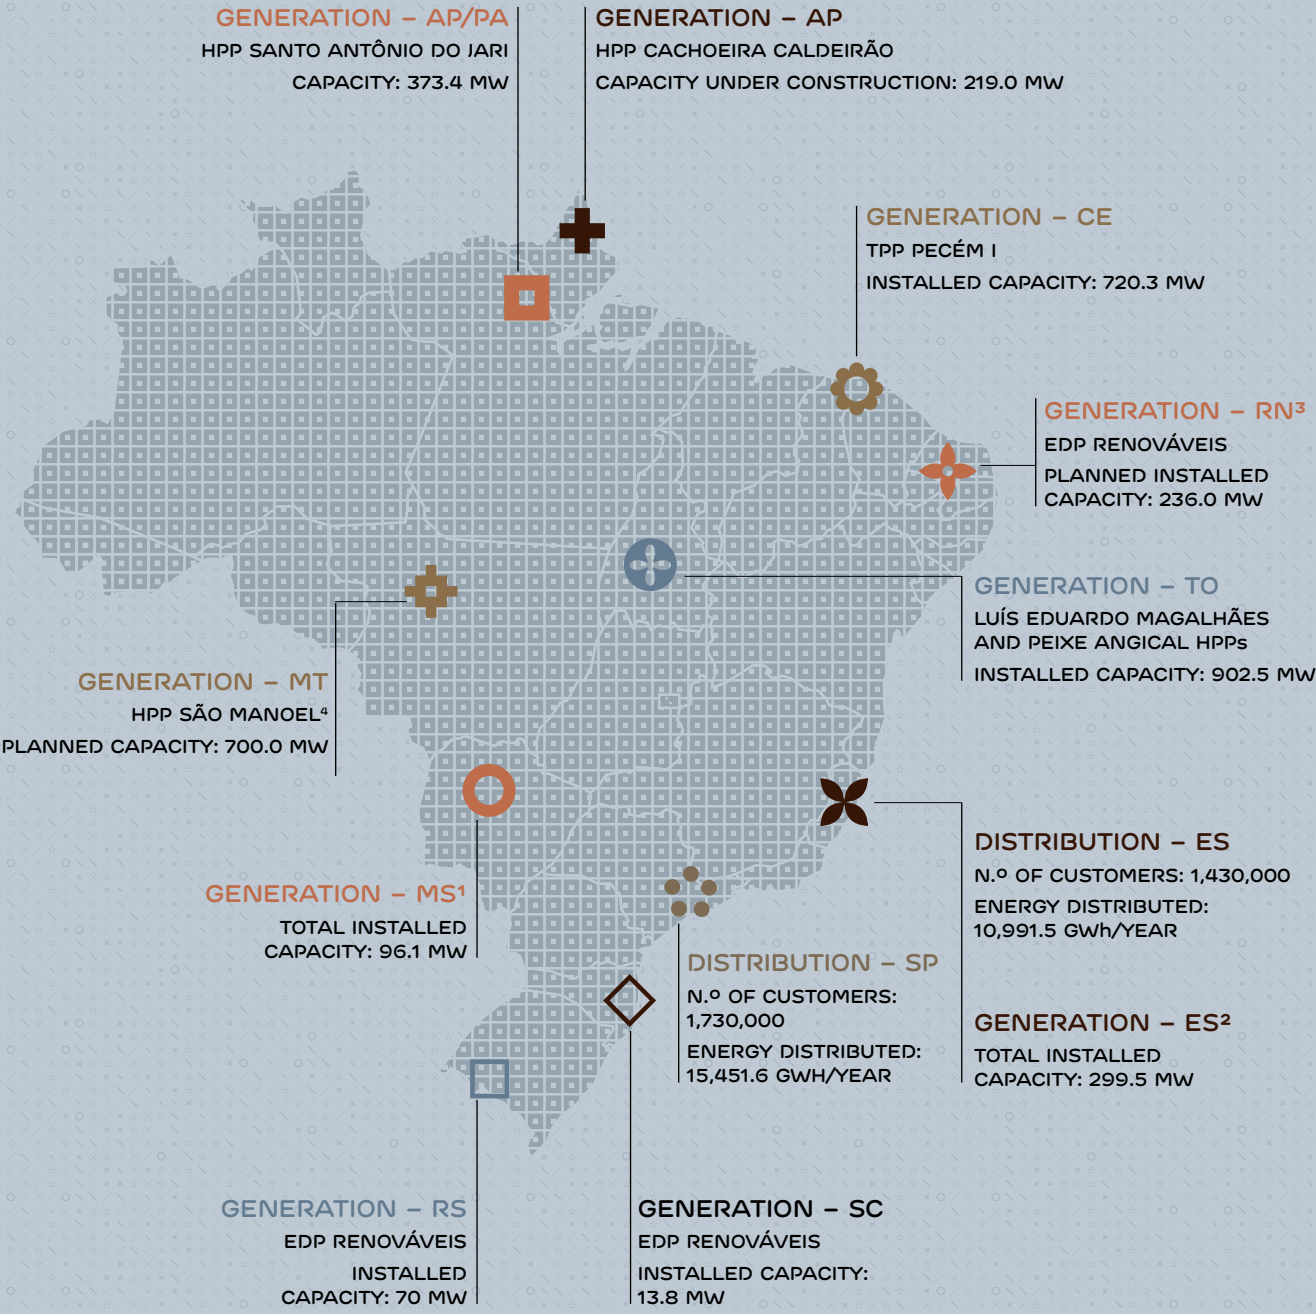 GENERATION – AP/PA
HPP SANTO ANTÔNIO DO JARI
CAPACITY: 373.4 MW
GENERATION – AP
HPP CACHOEIRA CALDEIRÃO
CAPACITY UNDER CONSTRUCTION: 219.0 MW
GENERATION – CE
TPP PECÉM I
INSTALLED CAPACITY: 720.3 MW
GENERATION – RN³
EDP RENOVÁVEIS
PLANNED INSTALLED
CAPACITY: 236.0 MW
GENERATION – TO
LUÍS EDUARDO MAGALHÃES
AND PEIXE ANGICAL HPPs
INSTALLED CAPACITY: 902.5 MW
GENERATION – MT
HPP SÃO MANOEL⁴
PLANNED CAPACITY: 700.0 MW
DISTRIBUTION – ES
N.º OF CUSTOMERS: 1,430,000
ENERGY DISTRIBUTED:
10,991.5 GWh/YEAR
GENERATION – MS¹
TOTAL INSTALLED
CAPACITY: 96.1 MW
DISTRIBUTION – SP
N.º OF CUSTOMERS:
1,730,000
ENERGY DISTRIBUTED:
15,451.6 GWH/YEAR
GENERATION – ES²
TOTAL INSTALLED
CAPACITY: 299.5 MW
GENERATION – RS
EDP RENOVÁVEIS
INSTALLED
CAPACITY: 70 MW
GENERATION – SC
EDP RENOVÁVEIS
INSTALLED CAPACITY:
13.8 MW